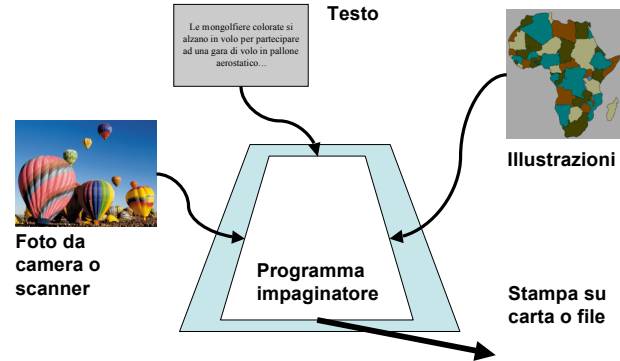 Testo
Le mongolfiere colorate si
alzano in volo per partecipare
ad una gara di volo in pallone
aerostatico…
Illustrazioni
Foto da
camera o
scanner
Programma
impaginatore
Stampa su
carta o file